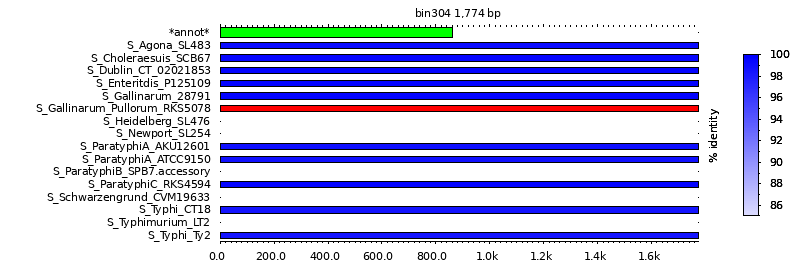 bin304 1,774 bp
*annot*
S_Agona_SL483
S_Choleraesuis_SCB67
S_Dublin_CT_02021853
S_Enteritdis_P125109
S_Gallinarum_28791
S_Gallinarum_Pullorum_RKS5078
S_Heidelberg_SL476
S_Newport_SL254
S_ParatyphiA_AKU12601
S_ParatyphiA_ATCC9150
S_ParatyphiB_SPB7.accessory
S_ParatyphiC_RKS4594
S_Schwarzengrund_CVM19633
S_Typhi_CT18
S_Typhimurium_LT2
S_Typhi_Ty2
0.0 200.0 400.0 600.0 800.0 1.0k 1.2k 1.4k 1.6k
% identity
100
98
96
94
92
90
88
86